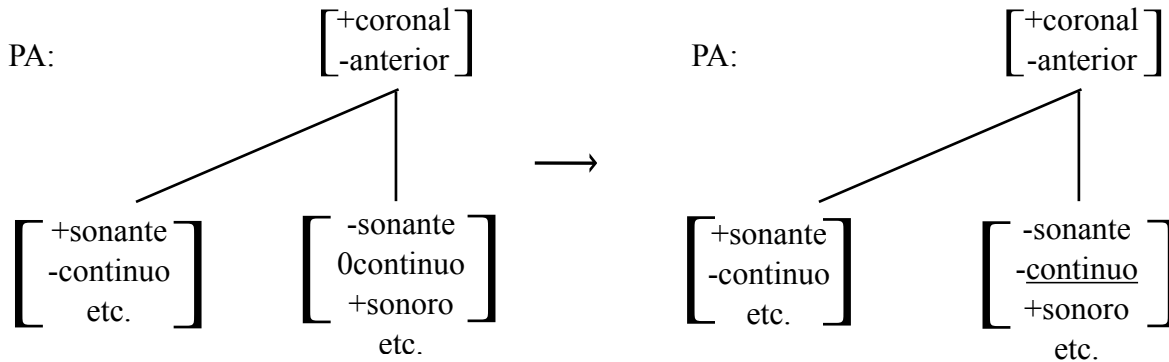 PA:
+coronal
-anterior
+sonante
-continuo
etc.
-sonante
0continuo
+sonoro
etc.
→
PA:
+coronal
-anterior
+sonante
-continuo
etc.
-sonante
-continuo
+sonoro
etc.